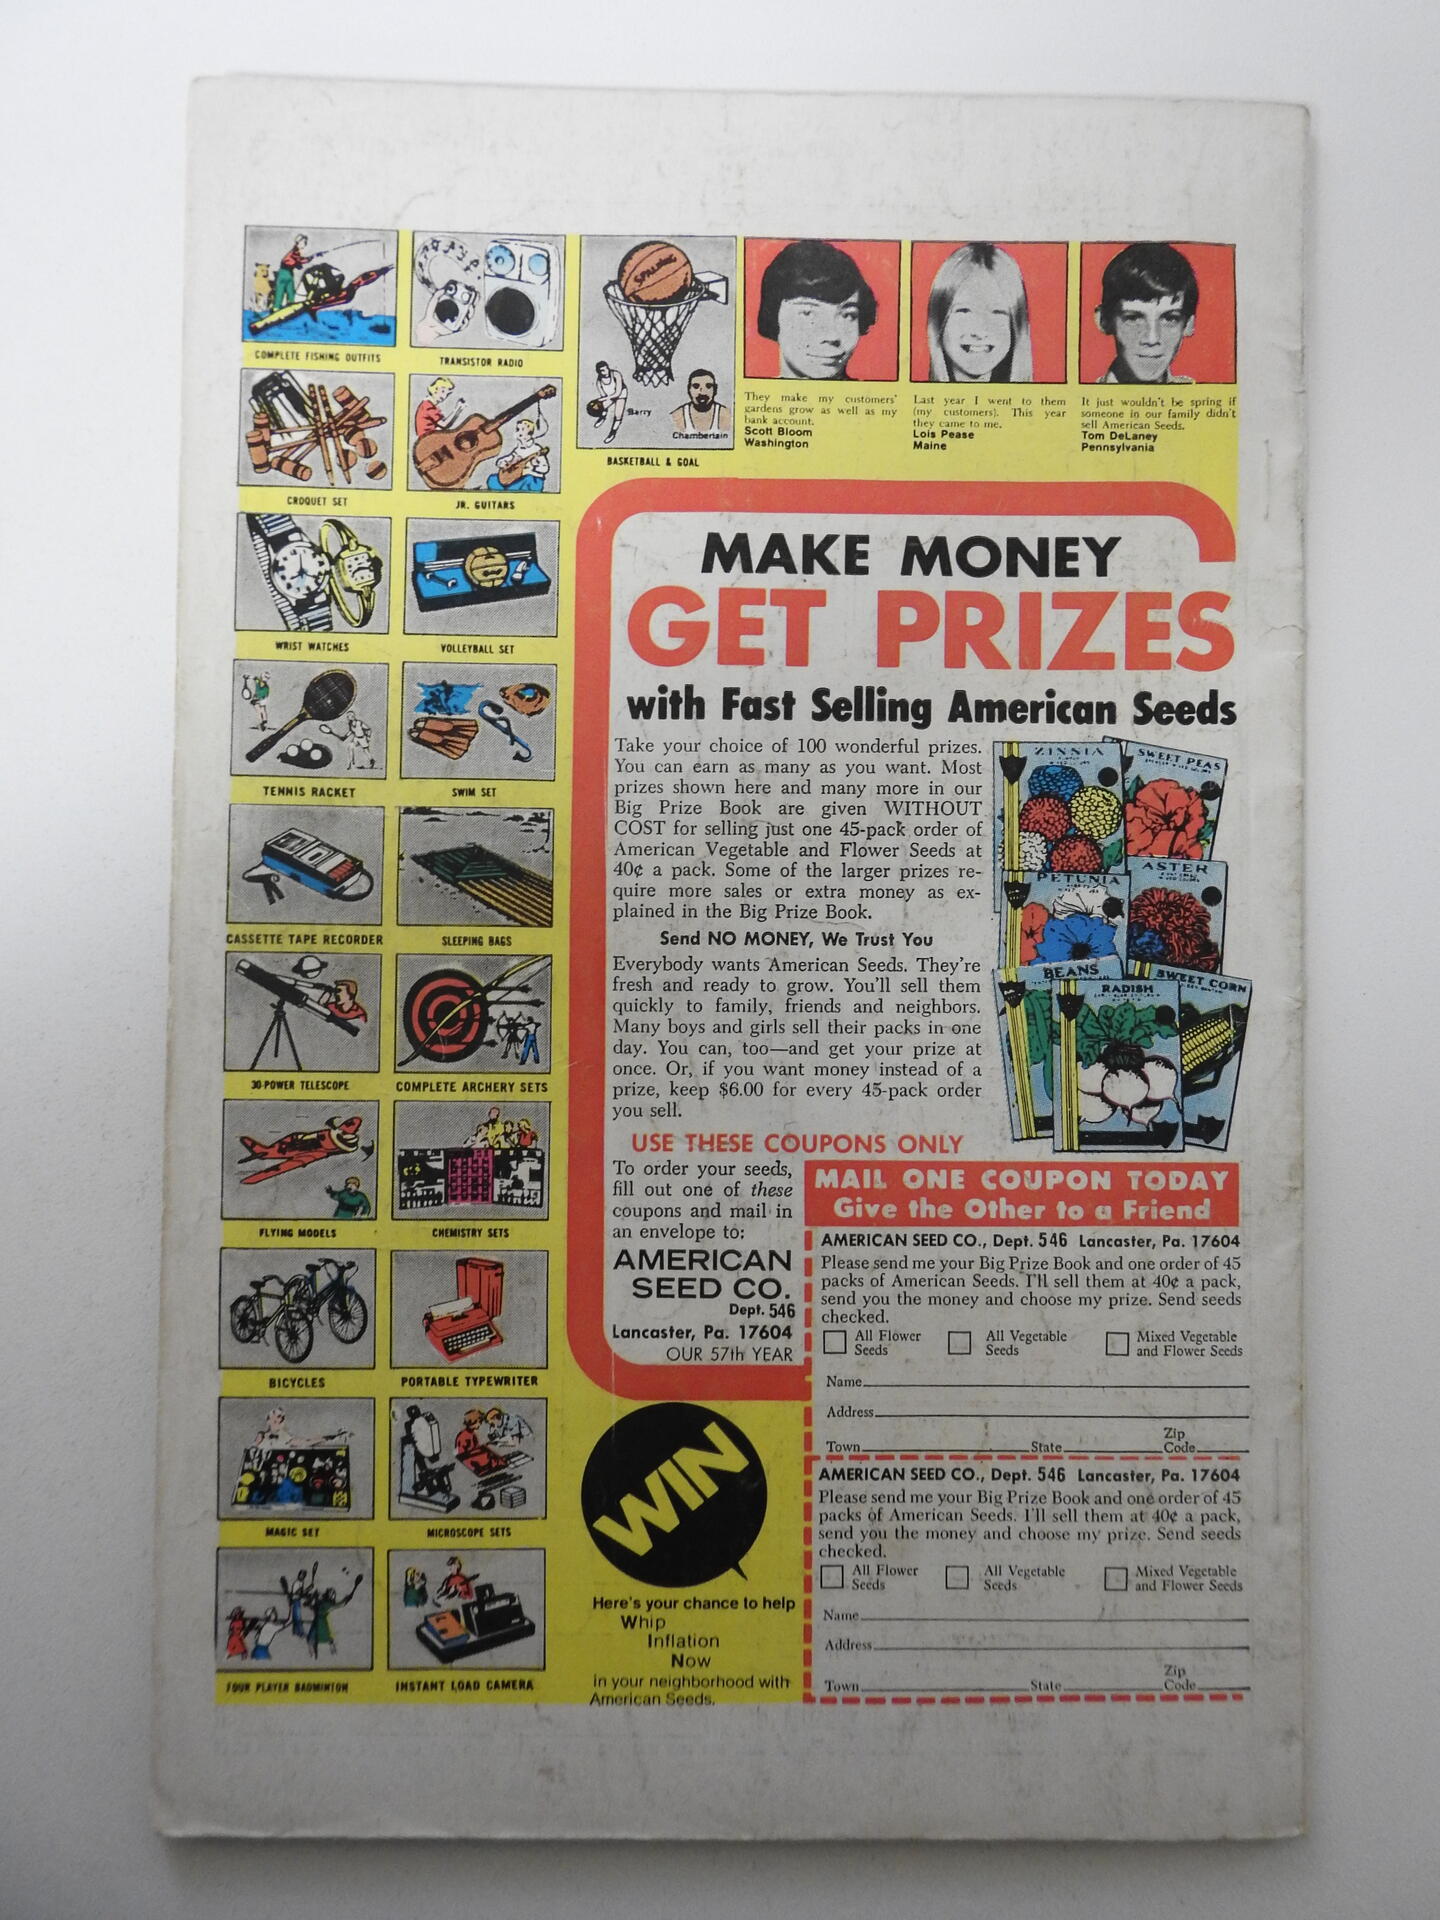 COMPLETE FISHING OUTFITS
TRANSISTOR RADIO
SPALDING
Barry
Chamberlain
BASKETBALL & GOAL
They make my customers'
gardens grow as well as my
bank account.
Scott Bloom
Washington
Last year I went to them
(my customers). This year
they came to me.
Lois Pease
Maine
It just wouldn't be spring if
someone in our family didn't
sell American Seeds.
Tom DeLaney
Pennsylvania
CROQUET SET
JR. GUITARS
WRIST WATCHES
VOLLEYBALL SET
TENNIS RACKET
SWIM SET
CASSETTE TAPE RECORDER
SLEEPING BAGS
30-POWER TELESCOPE
COMPLETE ARCHERY SETS
FLYING MODELS
CHEMISTRY SETS
BICYCLES
PORTABLE TYPEWRITER
MAGIC SET
MICROSCOPE SETS
FOUR PLAYER BADMINTON
INSTANT LOAD CAMERA
MAKE MONEY
GET PRIZES
with Fast Selling American Seeds
Take your choice of 100 wonderful prizes.
You can earn as many as you want. Most
prizes shown here and many more in our
Big Prize Book are given WITHOUT
COST for selling just one 45-pack order of
American Vegetable and Flower Seeds at
40¢ a pack. Some of the larger prizes re-
quire more sales or extra money as ex-
plained in the Big Prize Book.
Send NO MONEY, We Trust You
Everybody wants American Seeds. They're
fresh and ready to grow. You'll sell them
quickly to family, friends and neighbors.
Many boys and girls sell their packs in one
day. You can, too—and get your prize at
once. Or, if you want money instead of a
prize, keep $6.00 for every 45-pack order
you sell.
ZINNIA
SWEET PEAS
PETUNIA
ASTER
BEANS
RADISH
SWEET CORN
USE THESE COUPONS ONLY
To order your seeds,
fill out one of these
coupons and mail in
an envelope to:
AMERICAN
SEED CO.
Dept. 546
Lancaster, Pa. 17604
OUR 57th YEAR
MAIL ONE COUPON TODAY
Give the Other to a Friend
AMERICAN SEED CO., Dept. 546 Lancaster, Pa. 17604
Please send me your Big Prize Book and one order of 45
packs of American Seeds. I'll sell them at 40¢ a pack,
send you the money and choose my prize. Send seeds
checked.
All Flower Seeds All Vegetable Seeds Mixed Vegetable and Flower Seeds
Name
Address
Town State Zip Code
AMERICAN SEED CO., Dept. 546 Lancaster, Pa. 17604
Please send me your Big Prize Book and one order of 45
packs of American Seeds. I'll sell them at 40¢ a pack,
send you the money and choose my prize. Send seeds
checked.
All Flower Seeds All Vegetable Seeds Mixed Vegetable and Flower Seeds
Name
Address
Town State Zip Code
WIN
Here's your chance to help
Whip
Inflation
Now
in your neighborhood with
American Seeds.